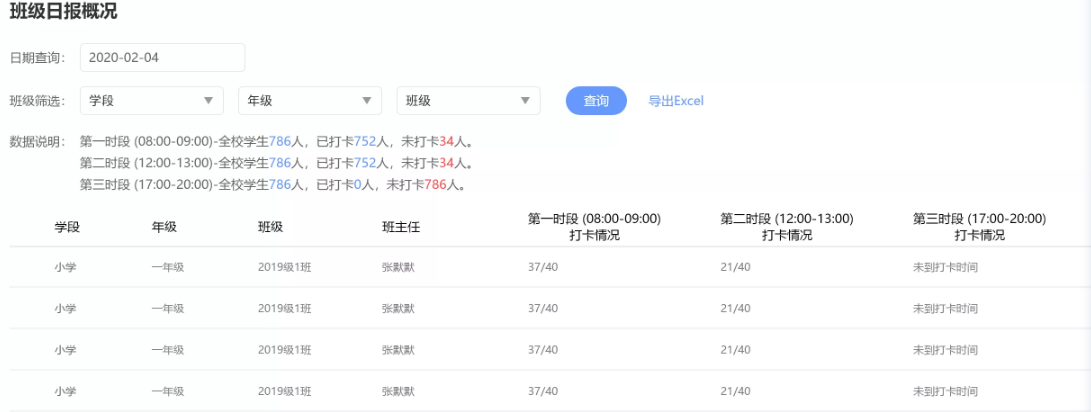 班级日报概况
日期查询： 2020-02-04
班级筛选： 学段 年级 班级 查询 导出Excel
数据说明： 第一时段 (08:00-09:00)-全校学生786人，已打卡752人，未打卡34人。
第二时段 (12:00-13:00)-全校学生786人，已打卡752人，未打卡34人。
第三时段 (17:00-20:00)-全校学生786人，已打卡0人，未打卡786人。
学段 年级 班级 班主任 第一时段 (08:00-09:00) 第二时段 (12:00-13:00) 第三时段 (17:00-20:00)
打卡情况 打卡情况 打卡情况
小学 一年级 2019级1班 张默默 37/40 21/40 未到打卡时间
小学 一年级 2019级1班 张默默 37/40 21/40 未到打卡时间
小学 一年级 2019级1班 张默默 37/40 21/40 未到打卡时间
小学 一年级 2019级1班 张默默 37/40 21/40 未到打卡时间